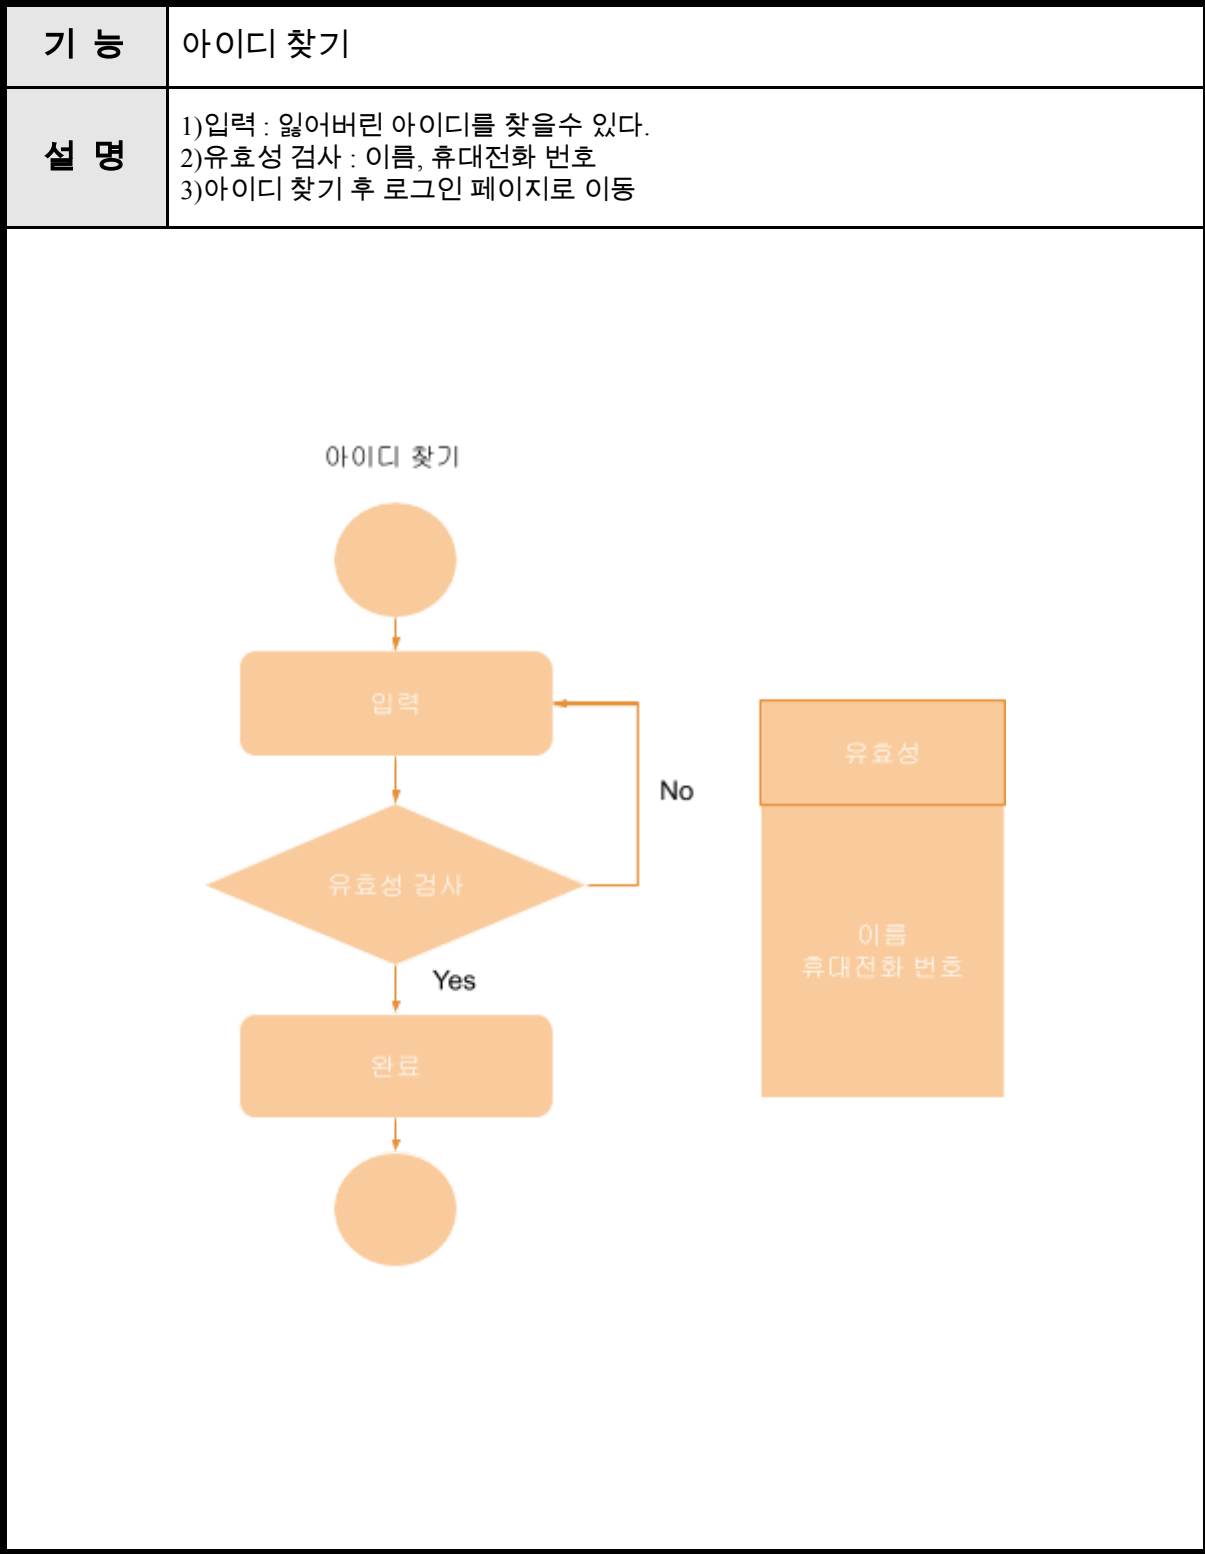 기 능
아이디 찾기
설 명
1)입력 : 잃어버린 아이디를 찾을수 있다.
2)유효성 검사 : 이름, 휴대전화 번호
3)아이디 찾기 후 로그인 페이지로 이동
아이디 찾기
입력
No
유효성
유효성 검사
이름
휴대전화 번호
Yes
완료